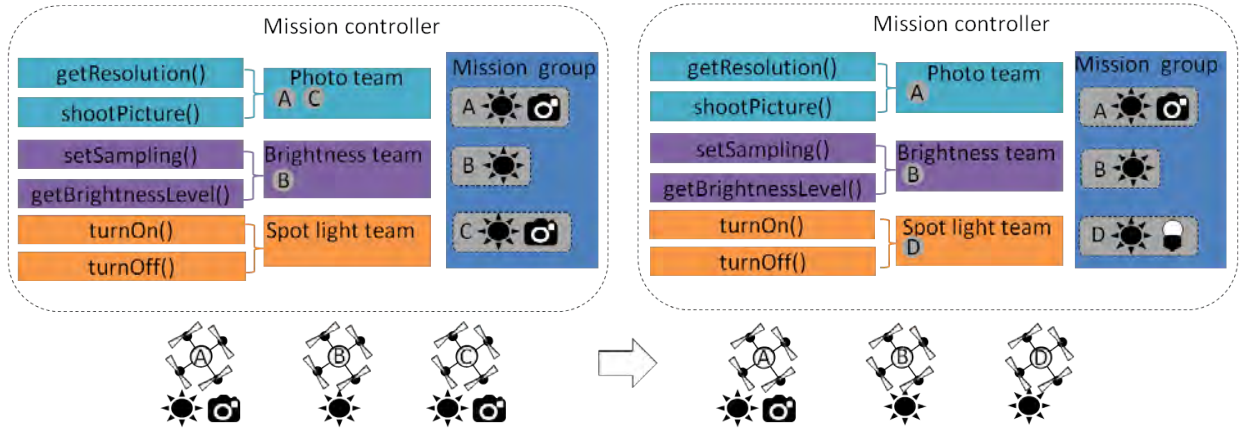 Mission controller
getResolution()
shootPicture()
Photo team
A C
setSampling()
getBrightnessLevel()
Brightness team
B
turnOn()
turnOff()
Spot light team
Mission group
A
B
C
A
B
C
Mission controller
getResolution()
shootPicture()
Photo team
A
setSampling()
getBrightnessLevel()
Brightness team
B
turnOn()
turnOff()
Spot light team
D
Mission group
A
B
D
A
B
D